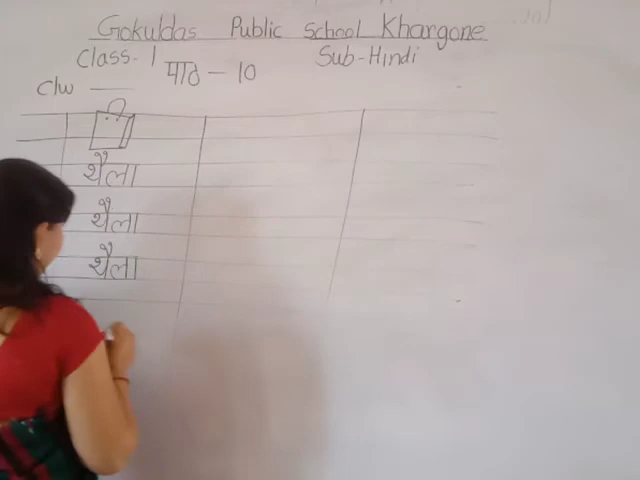 Gokuldas Public School Khargone
Class-1 Sub-Hindi
पाठ - 10
C/w
थैला
थैला
थैला